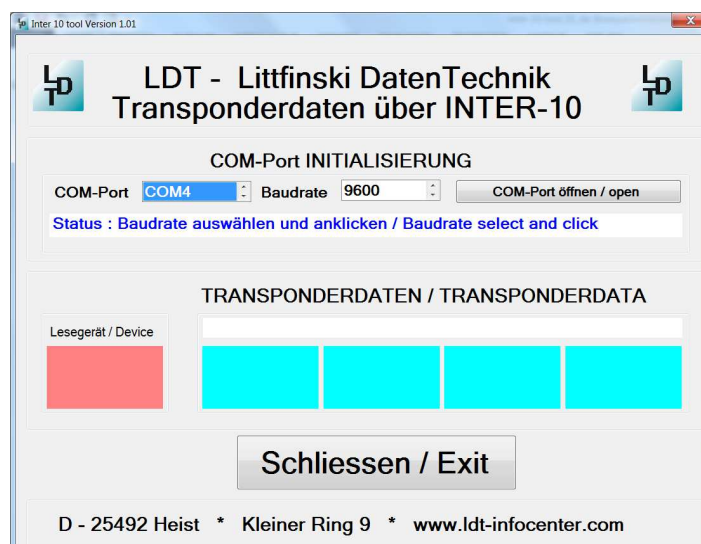 Inter 10 tool Version 1.01
LDT - Littfinski DatenTechnik
Transponderdaten über INTER-10
LDT
LDT
COM-Port INITIALISIERUNG
COM-Port COM4 Baudrate 9600 COM-Port öffnen / open
Status : Baudrate auswählen und anklicken / Baudrate select and click
TRANSPONDERDATEN / TRANSPONDERDATA
Lesegerät / Device
Schliessen / Exit
D - 25492 Heist * Kleiner Ring 9 * www.ldt-infocenter.com